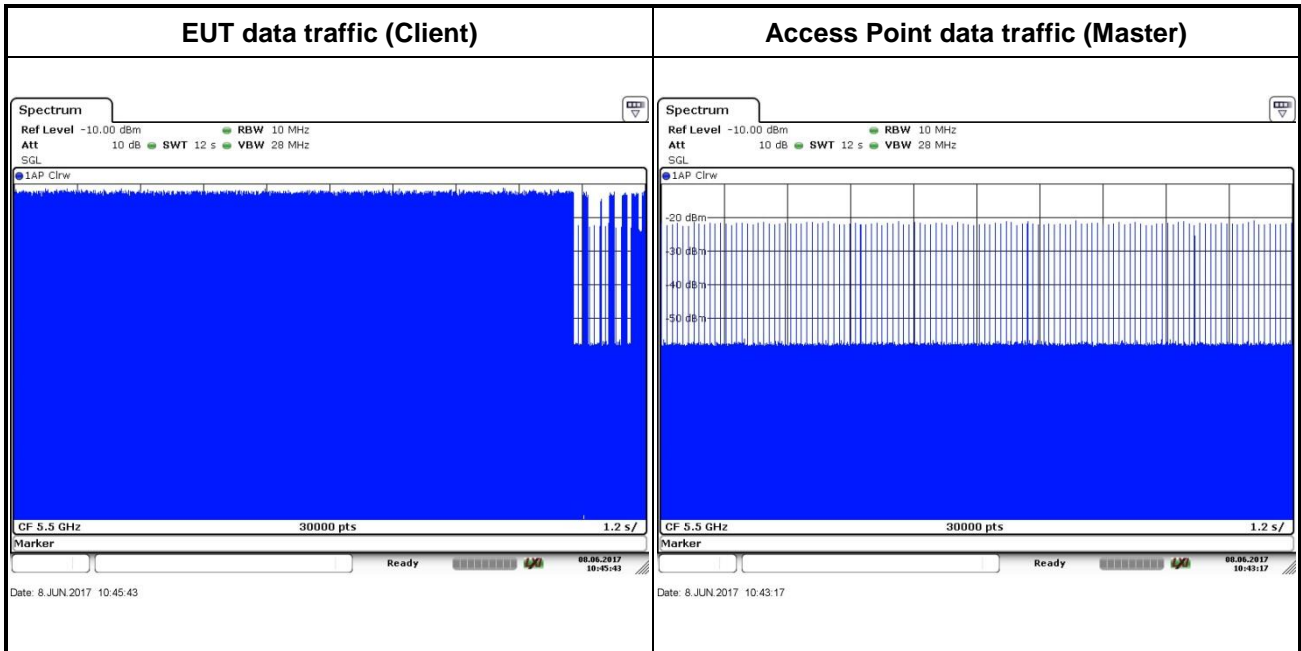 EUT data traffic (Client)
Access Point data traffic (Master)
Spectrum
Ref Level -10.00 dBm RBW 10 MHz
Att 10 dB SWT 12 s VBW 28 MHz
SGL
1AP Clrw
CF 5.5 GHz 30000 pts 1.2 s/
Marker
Ready 08.06.2017
10:45:43
Date: 8.JUN.2017 10:45:43
Spectrum
Ref Level -10.00 dBm RBW 10 MHz
Att 10 dB SWT 12 s VBW 28 MHz
SGL
1AP Clrw
-20 dBm
-30 dBm
-40 dBm
-50 dBm
CF 5.5 GHz 30000 pts 1.2 s/
Marker
Ready 08.06.2017
10:43:17
Date: 8.JUN.2017 10:43:17